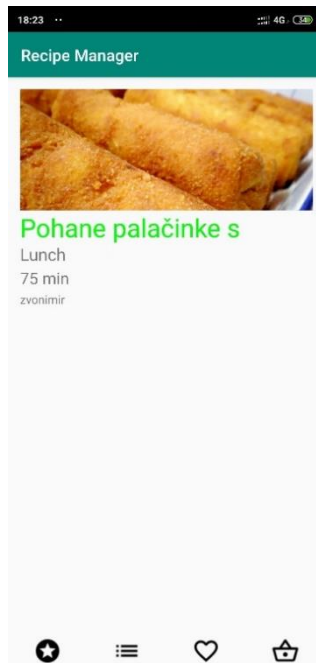 18:23 ··
4G 34
Recipe Manager
Pohane palačinke s
Lunch
75 min
zvonimir